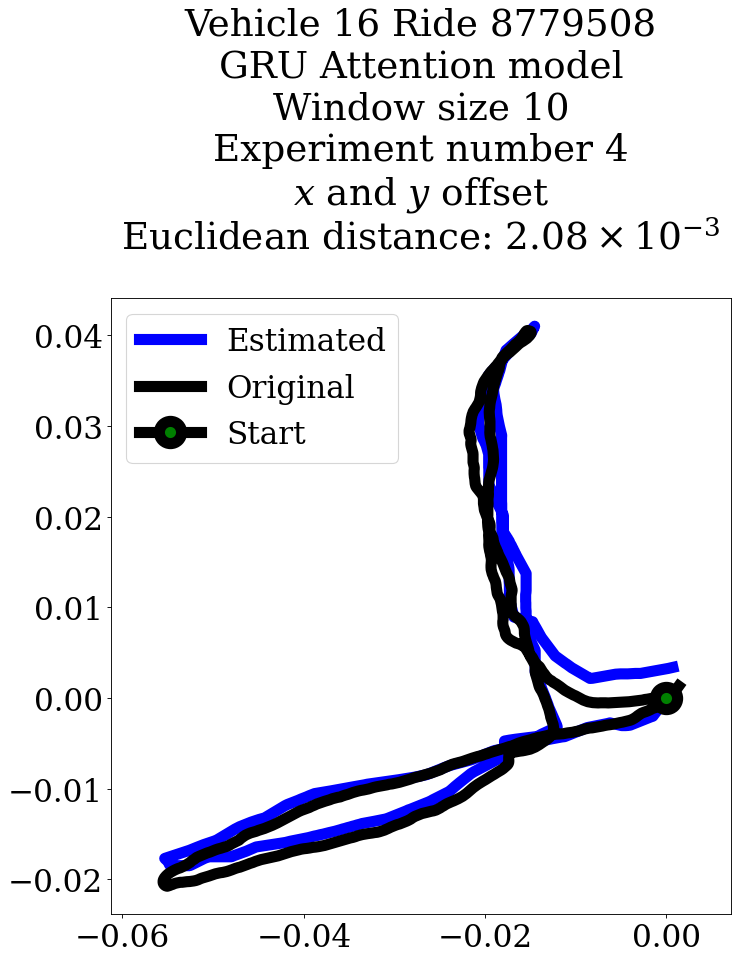 Vehicle 16 Ride 8779508
GRU Attention model
Window size 10
Experiment number 4
x and y offset
Euclidean distance: 2.08 × 10⁻³
Estimated
Original
Start
0.04
0.03
0.02
0.01
0.00
−0.01
−0.02
−0.06 −0.04 −0.02 0.00